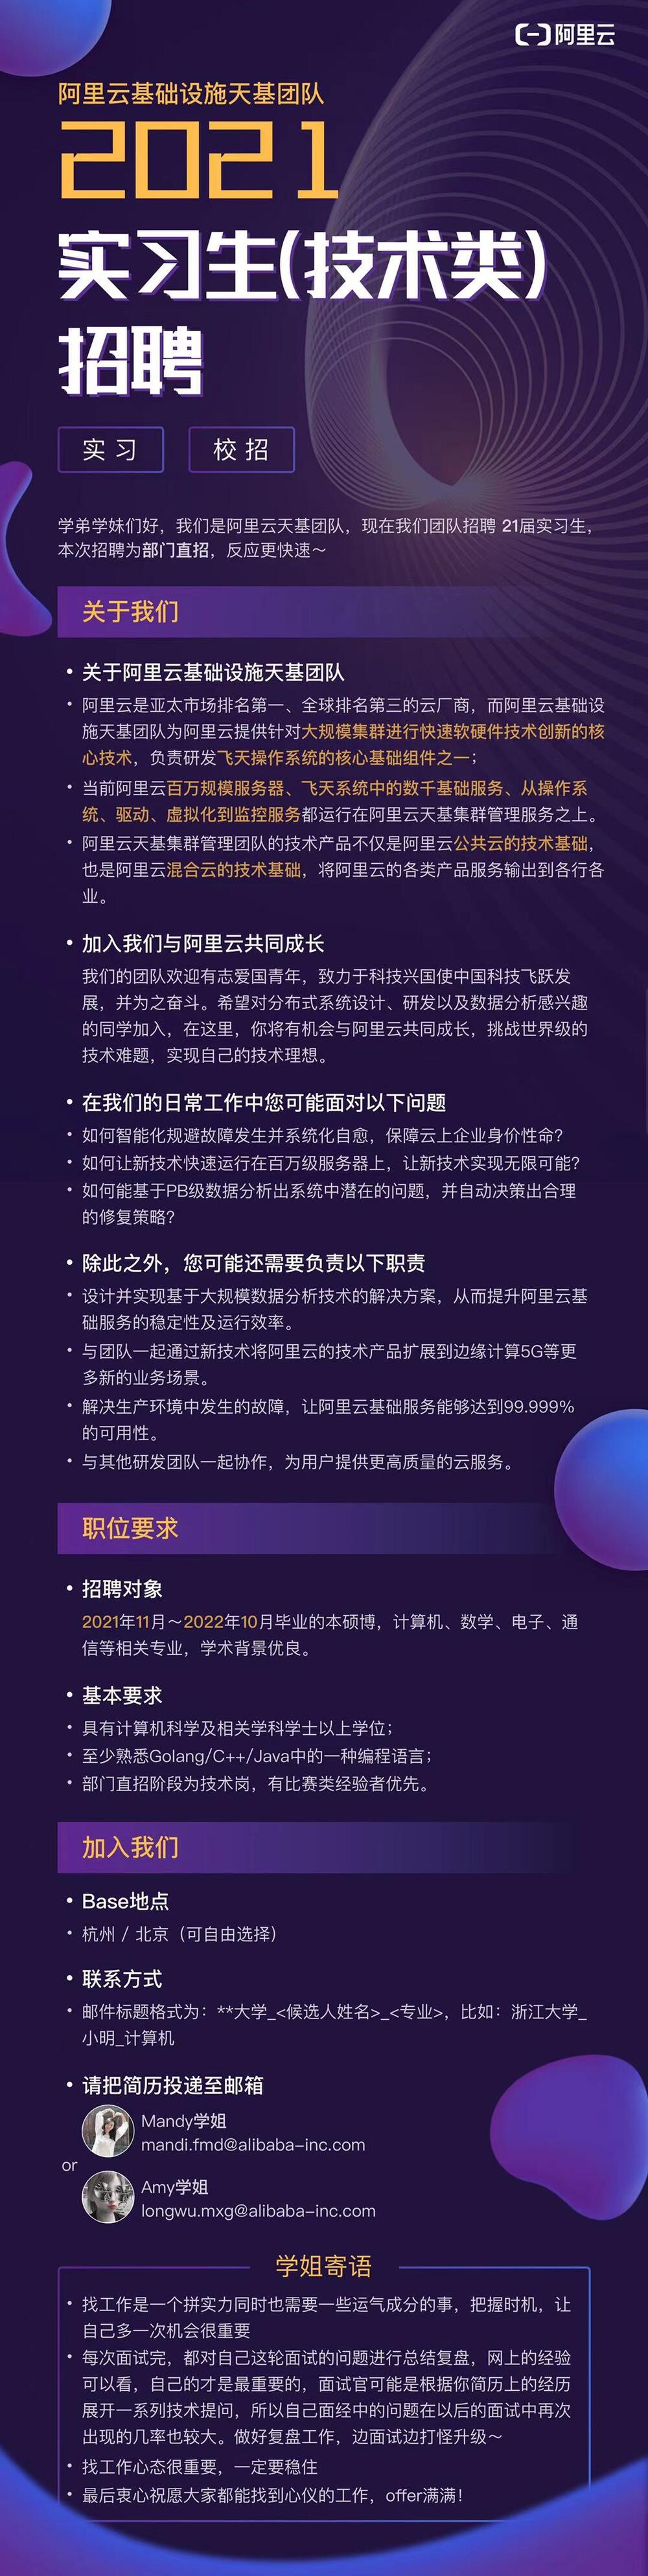 阿里云
阿里云基础设施天基团队
2021
实习生(技术类)
招聘
实习
校招
学弟学妹们好，我们是阿里云天基团队，现在我们团队招聘 21届实习生，
本次招聘为部门直招，反应更快速～
关于我们
• 关于阿里云基础设施天基团队
• 阿里云是亚太市场排名第一、全球排名第三的云厂商，而阿里云基础设
施天基团队为阿里云提供针对大规模集群进行快速软硬件技术创新的核
心技术，负责研发飞天操作系统的核心基础组件之一；
• 当前阿里云百万规模服务器、飞天系统中的数千基础服务、从操作系
统、驱动、虚拟化到监控服务都运行在阿里云天基集群管理服务之上。
• 阿里云天基集群管理团队的技术产品不仅是阿里云公共云的技术基础，
也是阿里云混合云的技术基础，将阿里云的各类产品服务输出到各行各
业。
• 加入我们与阿里云共同成长
我们的团队欢迎有志爱国青年，致力于科技兴国使中国科技飞跃发
展，并为之奋斗。希望对分布式系统设计、研发以及数据分析感兴趣
的同学加入，在这里，你将有机会与阿里云共同成长，挑战世界级的
技术难题，实现自己的技术理想。
• 在我们的日常工作中您可能面对以下问题
• 如何智能化规避故障发生并系统化自愈，保障云上企业身价性命？
• 如何让新技术快速运行在百万级服务器上，让新技术实现无限可能？
• 如何能基于PB级数据分析出系统中潜在的问题，并自动决策出合理
的修复策略？
• 除此之外，您可能还需要负责以下职责
• 设计并实现基于大规模数据分析技术的解决方案，从而提升阿里云基
础服务的稳定性及运行效率。
• 与团队一起通过新技术将阿里云的技术产品扩展到边缘计算5G等更
多新的业务场景。
• 解决生产环境中发生的故障，让阿里云基础服务能够达到99.999%
的可用性。
• 与其他研发团队一起协作，为用户提供更高质量的云服务。
职位要求
• 招聘对象
2021年11月～2022年10月毕业的本硕博，计算机、数学、电子、通
信等相关专业，学术背景优良。
• 基本要求
• 具有计算机科学及相关学科学士以上学位；
• 至少熟悉Golang/C++/Java中的一种编程语言；
• 部门直招阶段为技术岗，有比赛类经验者优先。
加入我们
• Base地点
• 杭州 / 北京（可自由选择）
• 联系方式
• 邮件标题格式为：**大学_<候选人姓名>_<专业>，比如：浙江大学_
小明_计算机
• 请把简历投递至邮箱
Mandy学姐
mandi.fmd@alibaba-inc.com
or
Amy学姐
longwu.mxg@alibaba-inc.com
学姐寄语
• 找工作是一个拼实力同时也需要一些运气成分的事，把握时机，让
自己多一次机会很重要
• 每次面试完，都对自己这轮面试的问题进行总结复盘，网上的经验
可以看，自己的才是最重要的，面试官可能是根据你简历上的经历
展开一系列技术提问，所以自己面经中的问题在以后的面试中再次
出现的几率也较大。做好复盘工作，边面试边打怪升级～
• 找工作心态很重要，一定要稳住
• 最后衷心祝愿大家都能找到心仪的工作，offer满满！